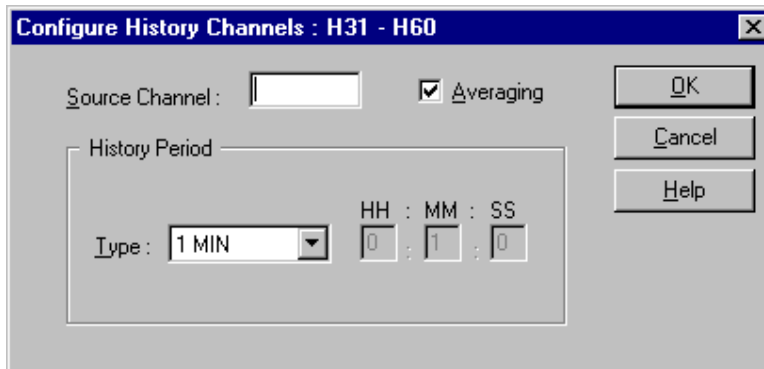 Configure History Channels : H31 - H60
Source Channel :
Averaging
OK
Cancel
Help
History Period
HH : MM : SS
Type : 1 MIN 0 : 1 : 0